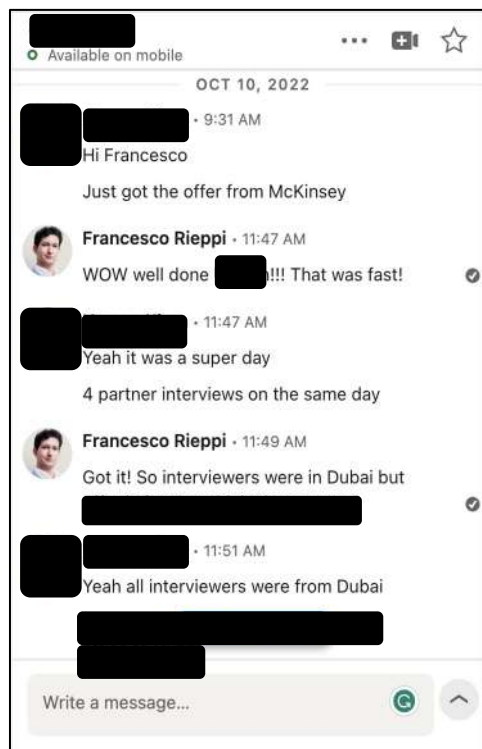 Available on mobile
OCT 10, 2022
• 9:31 AM
Hi Francesco
Just got the offer from McKinsey
Francesco Rieppi • 11:47 AM
WOW well done !!! That was fast!
• 11:47 AM
Yeah it was a super day
4 partner interviews on the same day
Francesco Rieppi • 11:49 AM
Got it! So interviewers were in Dubai but
• 11:51 AM
Yeah all interviewers were from Dubai
Write a message...